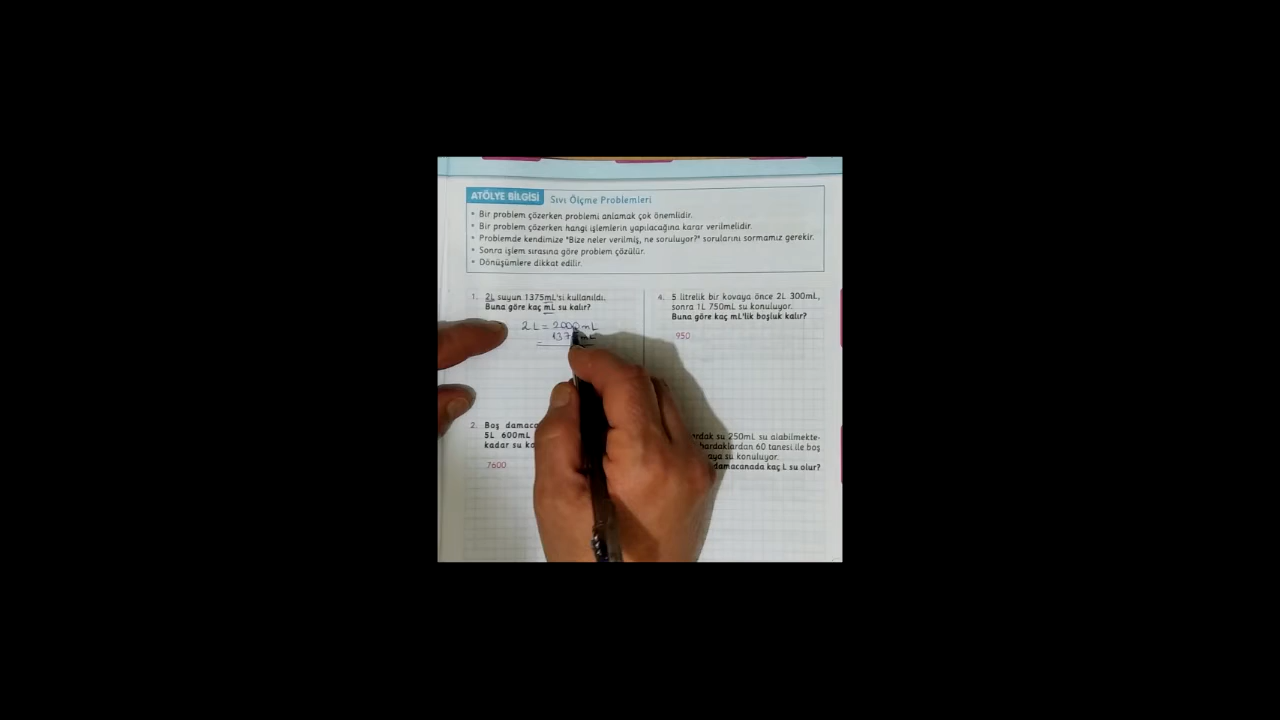 ATÖLYE BİLGİSİ Sıvı Ölçme Problemleri
• Bir problem çözerken problemi anlamak çok önemlidir.
• Bir problem çözerken hangi işlemlerin yapılacağına karar verilmelidir.
• Problemde kendimize "Bize neler verilmiş, ne soruluyor?" sorularını sormamız gerekir.
• Sonra işlem sırasına göre problem çözülür.
• Dönüşümlere dikkat edilir.
1. 2L suyun 1375mL'si kullanıldı.
Buna göre kaç mL su kalır?
2L = 2000mL
137 mL
-
2. Boş
5L 600mL
kadar su
7600
4. 5 litrelik bir kovaya önce 2L 300mL,
sonra 1L 750mL su konuluyor.
Buna göre kaç mL'lik boşluk kalır?
950
su 250mL su alabilmekte-
bardaklardan 60 tanesi ile boş
su konuluyor.
damacanada kaç L su olur?